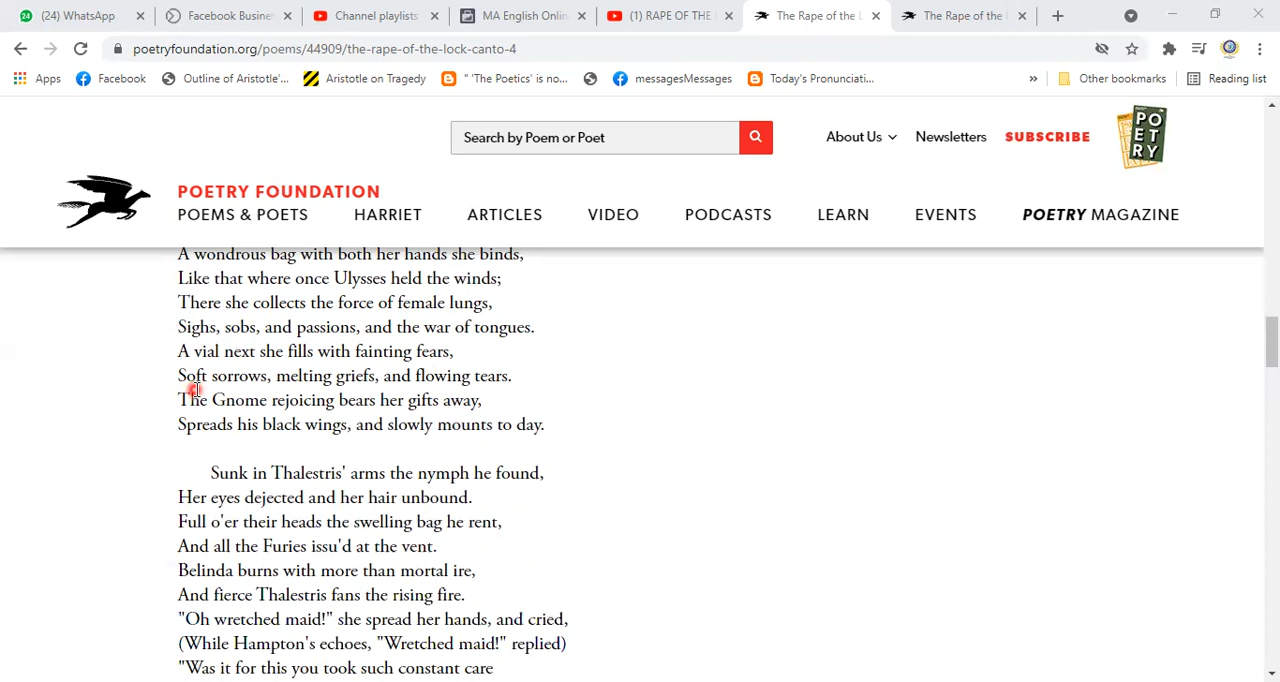 (24) WhatsApp
Facebook Busine
Channel playlists
MA English Onlin
(1) RAPE OF THE
The Rape of the L
The Rape of the
poetryfoundation.org/poems/44909/the-rape-of-the-lock-canto-4
Apps
Facebook
Outline of Aristotle'...
Aristotle on Tragedy
" 'The Poetics' is no...
messagesMessages
Today's Pronunciati...
»
Other bookmarks
Reading list
Search by Poem or Poet
About Us
Newsletters
SUBSCRIBE
PO
ET
RY
POETRY FOUNDATION
POEMS & POETS
HARRIET
ARTICLES
VIDEO
PODCASTS
LEARN
EVENTS
POETRY MAGAZINE
A wondrous bag with both her hands she binds,
Like that where once Ulysses held the winds;
There she collects the force of female lungs,
Sighs, sobs, and passions, and the war of tongues.
A vial next she fills with fainting fears,
Soft sorrows, melting griefs, and flowing tears.
The Gnome rejoicing bears her gifts away,
Spreads his black wings, and slowly mounts to day.
Sunk in Thalestris' arms the nymph he found,
Her eyes dejected and her hair unbound.
Full o'er their heads the swelling bag he rent,
And all the Furies issu'd at the vent.
Belinda burns with more than mortal ire,
And fierce Thalestris fans the rising fire.
"Oh wretched maid!" she spread her hands, and cried,
(While Hampton's echoes, "Wretched maid!" replied)
"Was it for this you took such constant care